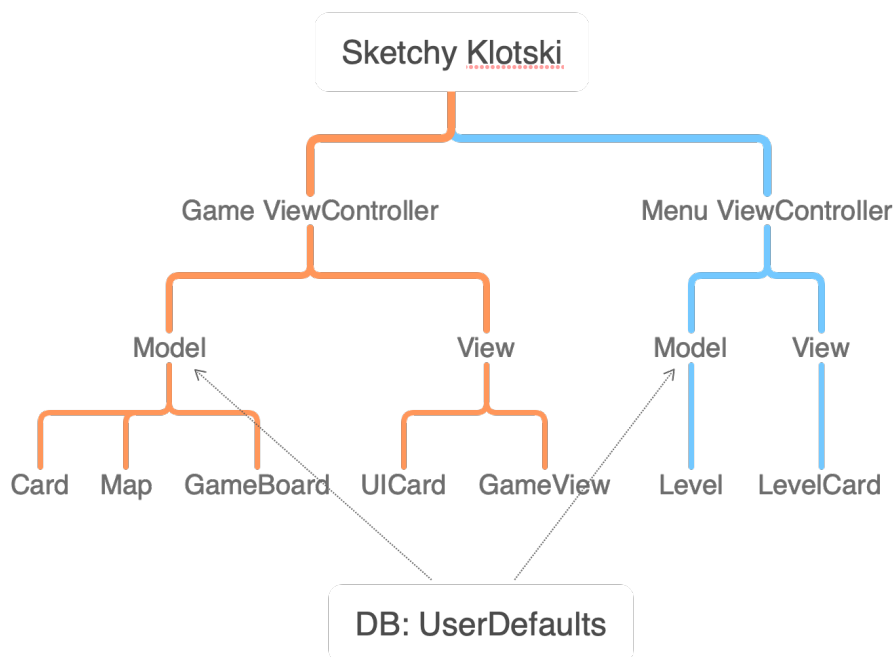 Sketchy Klotski
Game ViewController
Menu ViewController
Model
View
Model
View
Card
Map
GameBoard
UICard
GameView
Level
LevelCard
DB: UserDefaults